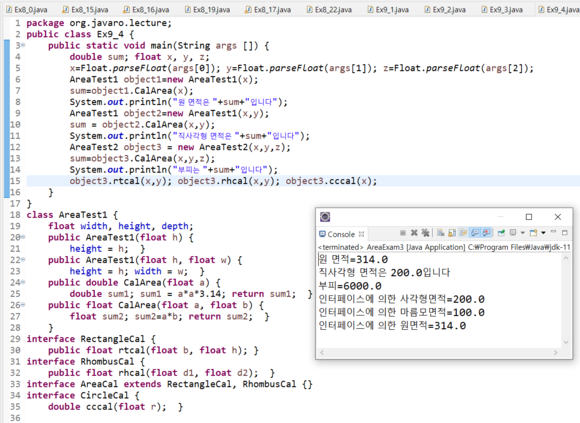 Ex8_0.java Ex8_15.java Ex8_16.java Ex8_19.java Ex8_17.java Ex8_22.java Ex9_1.java Ex9_2.java Ex9_3.java Ex9_4.java
1 package org.javaro.lecture;
2 public class Ex9_4 {
3 public static void main(String args []) {
4 double sum; float x, y, z;
5 x=Float.parseFloat(args[0]); y=Float.parseFloat(args[1]); z=Float.parseFloat(args[2]);
6 AreaTest1 object1=new AreaTest1(x);
7 sum=object1.CalArea(x);
8 System.out.println("원 면적은 "+sum+"입니다");
9 AreaTest1 object2=new AreaTest1(x,y);
10 sum = object2.CalArea(x,y);
11 System.out.println("직사각형 면적은 "+sum+"입니다");
12 AreaTest2 object3 = new AreaTest2(x,y,z);
13 sum=object3.CalArea(x,y,z);
14 System.out.println("부피는 "+sum+"입니다");
15 object3.rtcal(x,y); object3.rhcal(x,y); object3.cccal(x);
16 }
17 }
18 class AreaTest1 {
19 float width, height, depth;
20 public AreaTest1(float h) {
21 height = h; }
22 public AreaTest1(float h, float w) {
23 height = h; width = w; }
24 public double CalArea(float a) {
25 double sum1; sum1 = a*a*3.14; return sum1; }
26 public float CalArea(float a, float b) {
27 float sum2; sum2=a*b; return sum2; }
28 }
29 interface RectangleCal {
30 public float rtcal(float b, float h); }
31 interface RhombusCal {
32 public float rhcal(float d1, float d2); }
33 interface AreaCal extends RectangleCal, RhombusCal {}
34 interface CircleCal {
35 double cccal(float r); }
36
Console
<terminated> AreaExam3 [Java Application] C:\Program Files\Java\jdk-11
원 면적=314.0
직사각형 면적은 200.0입니다
부피=6000.0
인터페이스에 의한 사각형면적=200.0
인터페이스에 의한 마름모면적=100.0
인터페이스에 의한 원면적=314.0